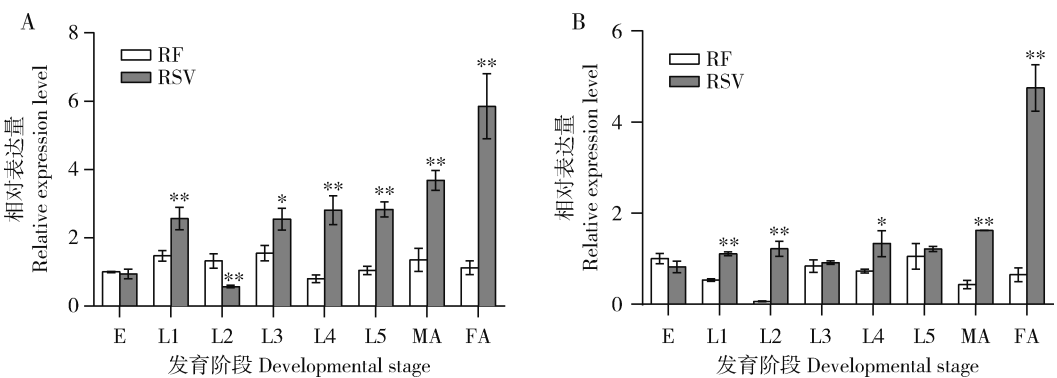 A
相对表达量
Relative expression level
8
6
4
2
0
RF
RSV
**
**
*
**
**
**
**
E L1 L2 L3 L4 L5 MA FA
发育阶段 Developmental stage
B
相对表达量
Relative expression level
6
4
2
0
RF
RSV
**
**
*
**
**
E L1 L2 L3 L4 L5 MA FA
发育阶段 Developmental stage